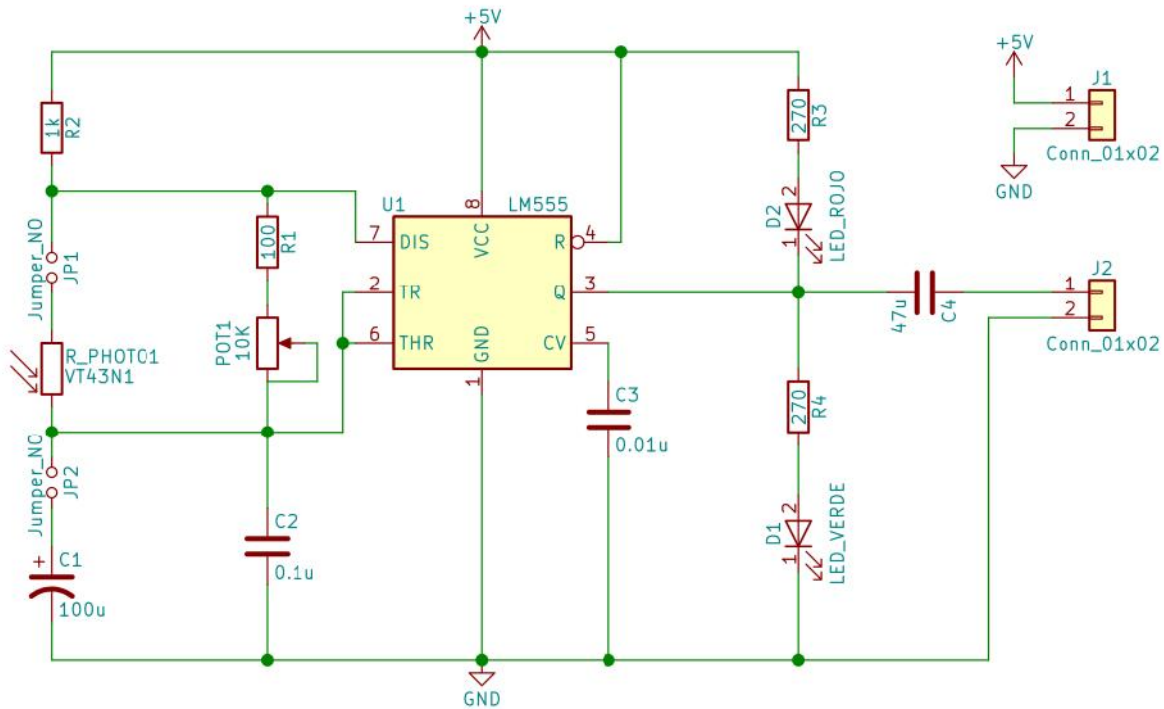 +5V
+5V
J1
1
2
Conn_01x02
GND
1k
R2
270
R3
Jumper_NO
JP1
100
R1
U1
LM555
8
VCC
7
DIS
R
4
2
TR
Q
3
6
THR
CV
5
GND
1
2
D2
1
LED_ROJO
J2
1
2
Conn_01x02
47u
C4
R_PHOTO1
VT43N1
POT1
10K
C3
0.01u
270
R4
Jumper_NO
JP2
C2
0.1u
2
D1
1
LED_VERDE
+
C1
100u
GND